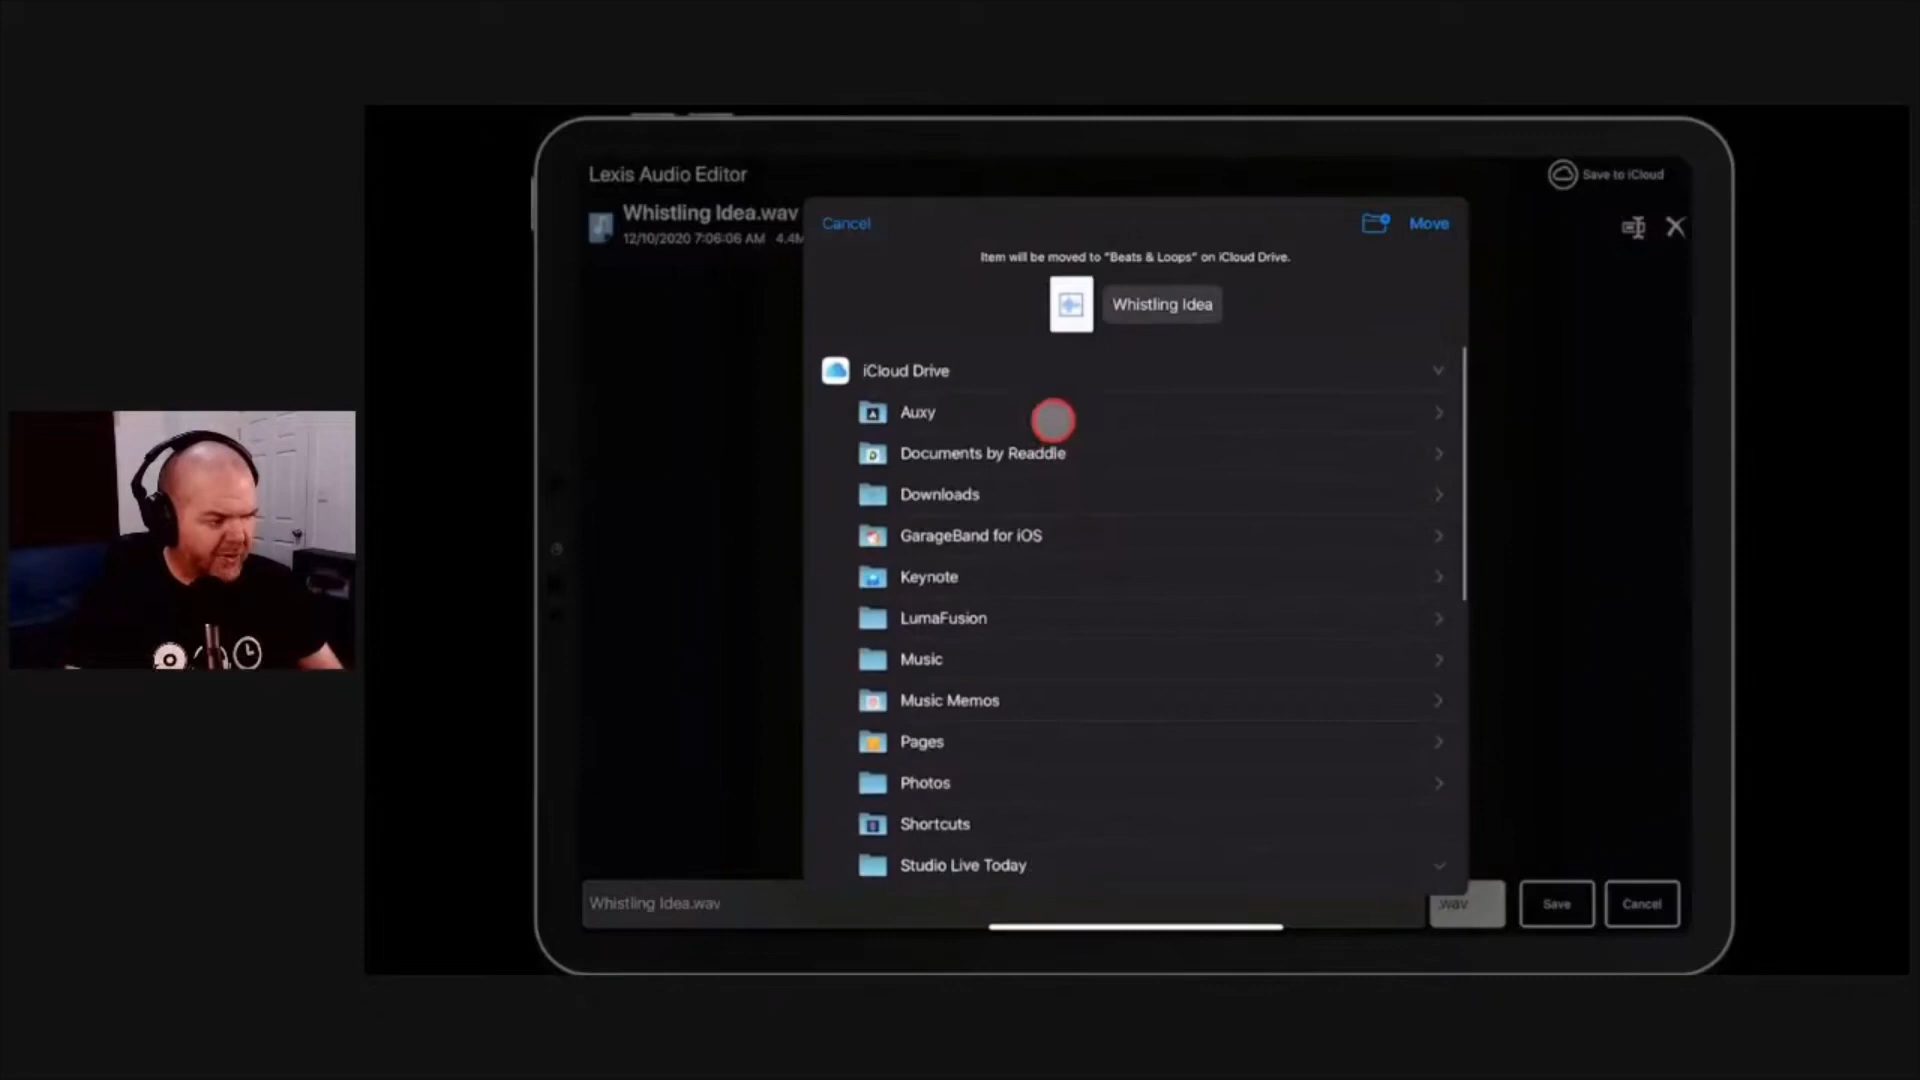 Lexis Audio Editor
Save to iCloud
Whistling Idea.wav
12/10/2020 7:06:06 AM 4.4M
Cancel
Move
Item will be moved to "Beats & Loops" on iCloud Drive.
Whistling Idea
iCloud Drive
Auxy
Documents by Readdle
Downloads
GarageBand for iOS
Keynote
LumaFusion
Music
Music Memos
Pages
Photos
Shortcuts
Studio Live Today
Whistling Idea.wav
.wav
Save
Cancel